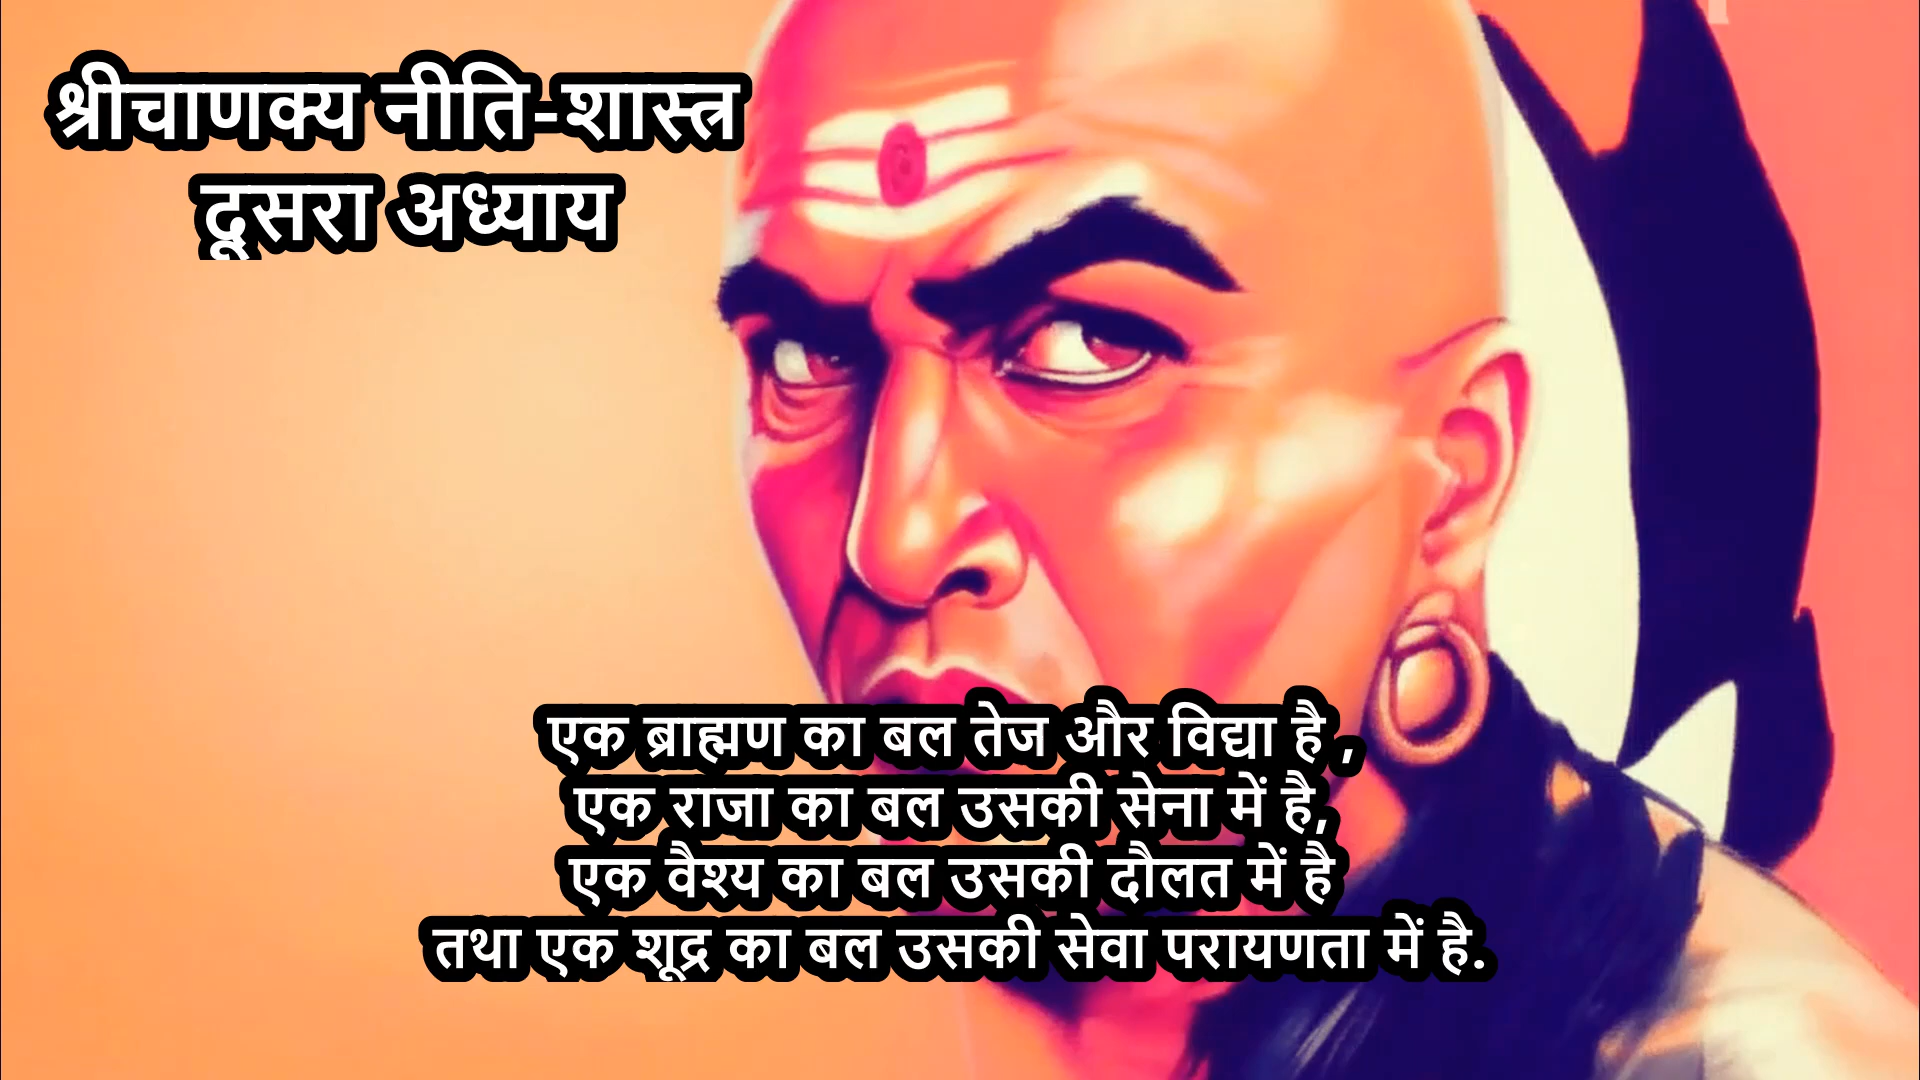 श्रीचाणक्य नीति-शास्त्र
दूसरा अध्याय
एक ब्राह्मण का बल तेज और विद्या है ,
एक राजा का बल उसकी सेना में है,
एक वैश्य का बल उसकी दौलत में है
तथा एक शूद्र का बल उसकी सेवा परायणता में है.